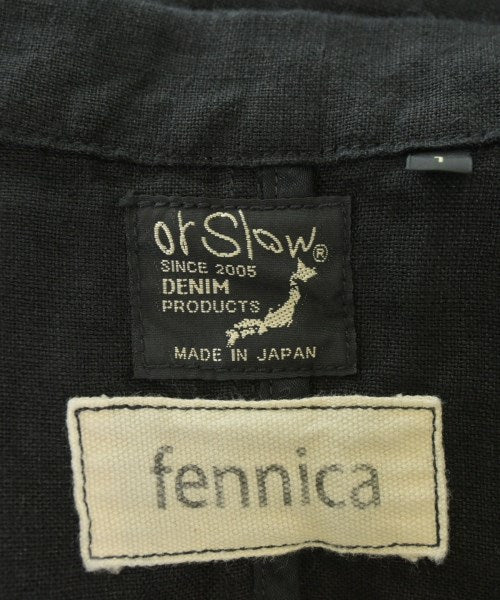 orSlow®
SINCE 2005
DENIM
PRODUCTS
MADE IN JAPAN
fennica